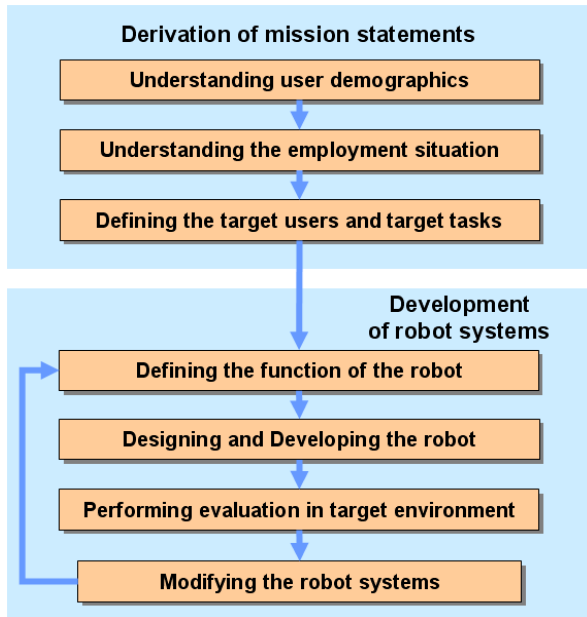 Derivation of mission statements
Understanding user demographics
Understanding the employment situation
Defining the target users and target tasks
Development
of robot systems
Defining the function of the robot
Designing and Developing the robot
Performing evaluation in target environment
Modifying the robot systems